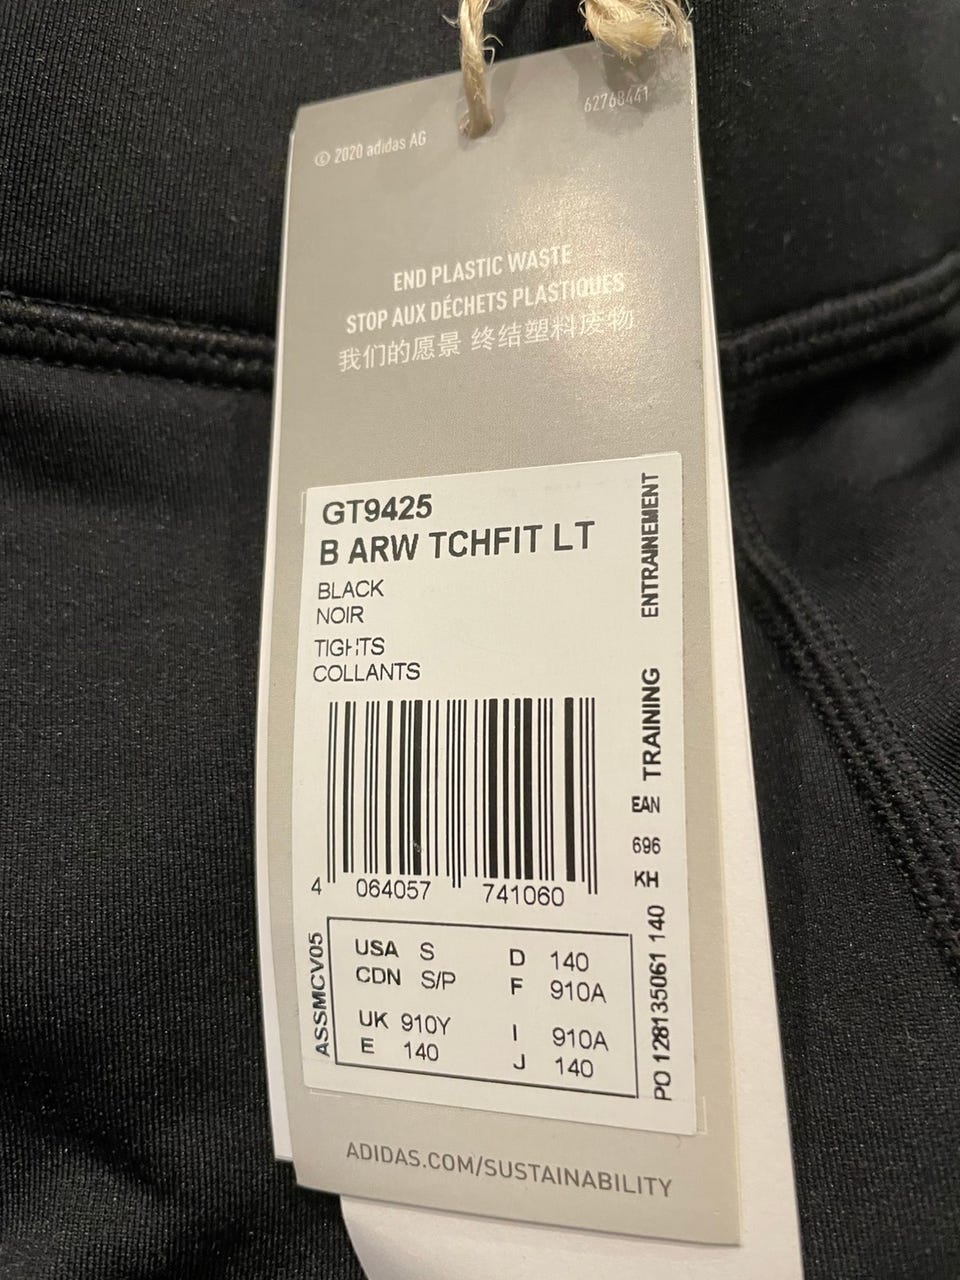 62768441
© 2020 adidas AG
END PLASTIC WASTE
STOP AUX DÉCHETS PLASTIQUES
我们的愿景 终结塑料废物
GT9425
B ARW TCHFIT LT
BLACK
NOIR
TIGHTS
COLLANTS
4 064057 741060
USA S D 140
CDN S/P F 910A
UK 910Y I 910A
E 140 J 140
ASSMCV05
PO 128135061 140 KH 696 EAN TRAINING ENTRAINEMENT
ADIDAS.COM/SUSTAINABILITY